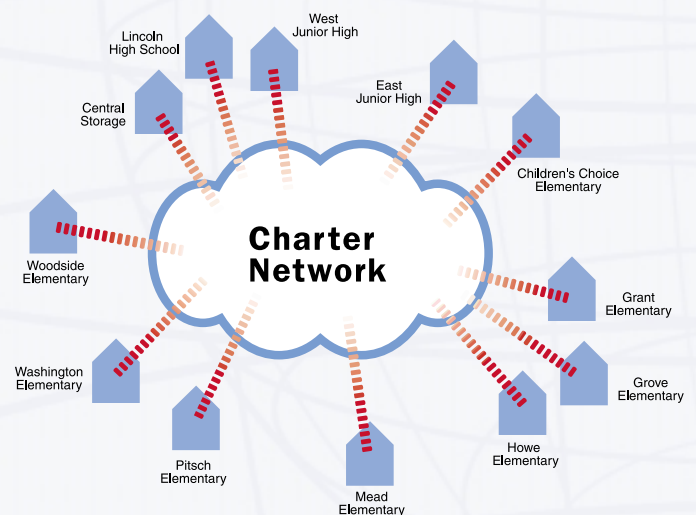 West
Junior High
Lincoln
High School
East
Junior High
Central
Storage
Children's Choice
Elementary
Charter
Network
Woodside
Elementary
Grant
Elementary
Washington
Elementary
Grove
Elementary
Howe
Elementary
Pitsch
Elementary
Mead
Elementary